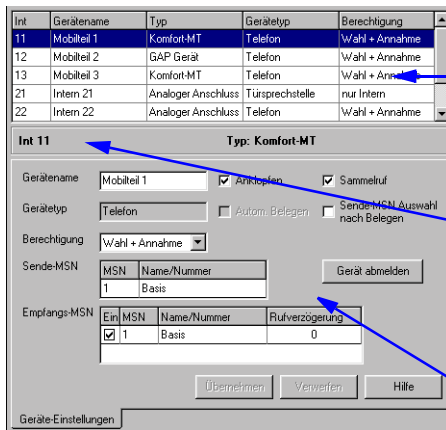 Int Gerätename Typ Gerätetyp Berechtigung
11 Mobilteil 1 Komfort-MT Telefon Wahl + Annahme
12 Mobilteil 2 GAP Gerät Telefon Wahl + Annahme
13 Mobilteil 3 Komfort-MT Telefon Wahl + Annahme
21 Intern 21 Analoger Anschluss Türsprechstelle nur Intern
22 Intern 22 Analoger Anschluss Telefon Wahl + Annahme
Int 11 Typ: Komfort-MT
Gerätename Mobilteil 1 Anklopfen Sammelruf
Gerätetyp Telefon Autom. Belegen Sende-MSN Auswahl
nach Belegen
Berechtigung Wahl + Annahme
Sende-MSN MSN Name/Nummer Gerät abmelden
1 Basis
Empfangs-MSN Ein MSN Name/Nummer Rufverzögerung
1 Basis 0
Übernehmen Verwerfen Hilfe
Geräte-Einstellungen